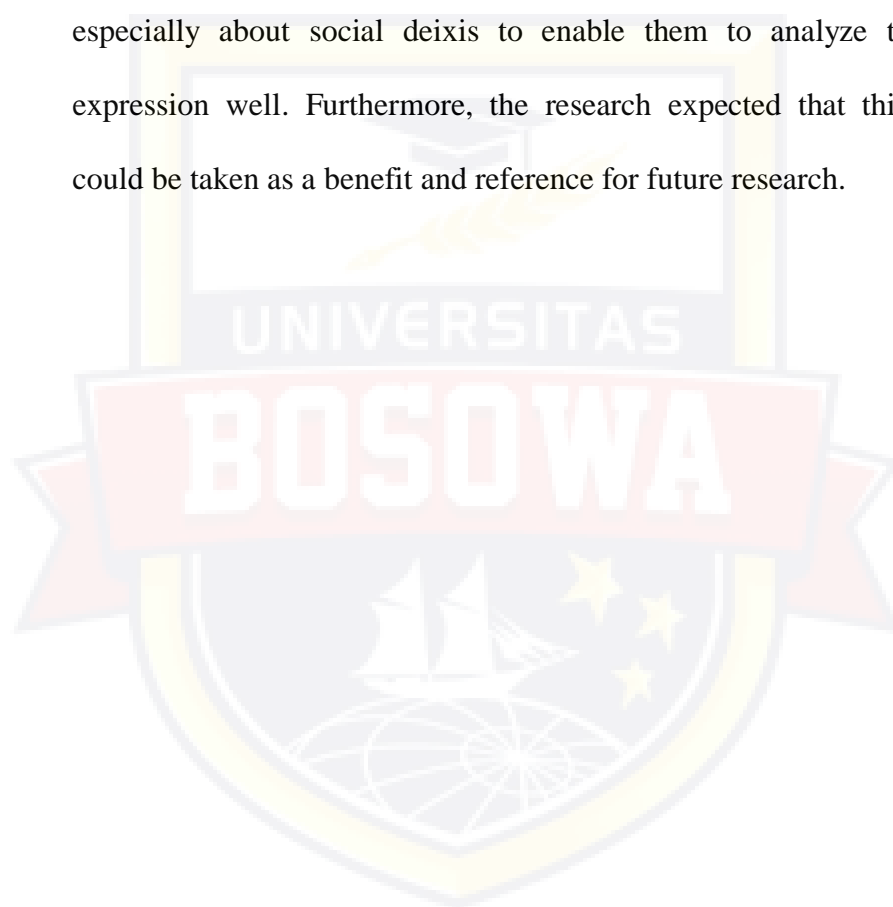 especially about social deixis to enable them to analyze
expression well. Furthermore, the research expected that
could be taken as a benefit and reference for future research.
UNIVERSITAS
BOSOWA